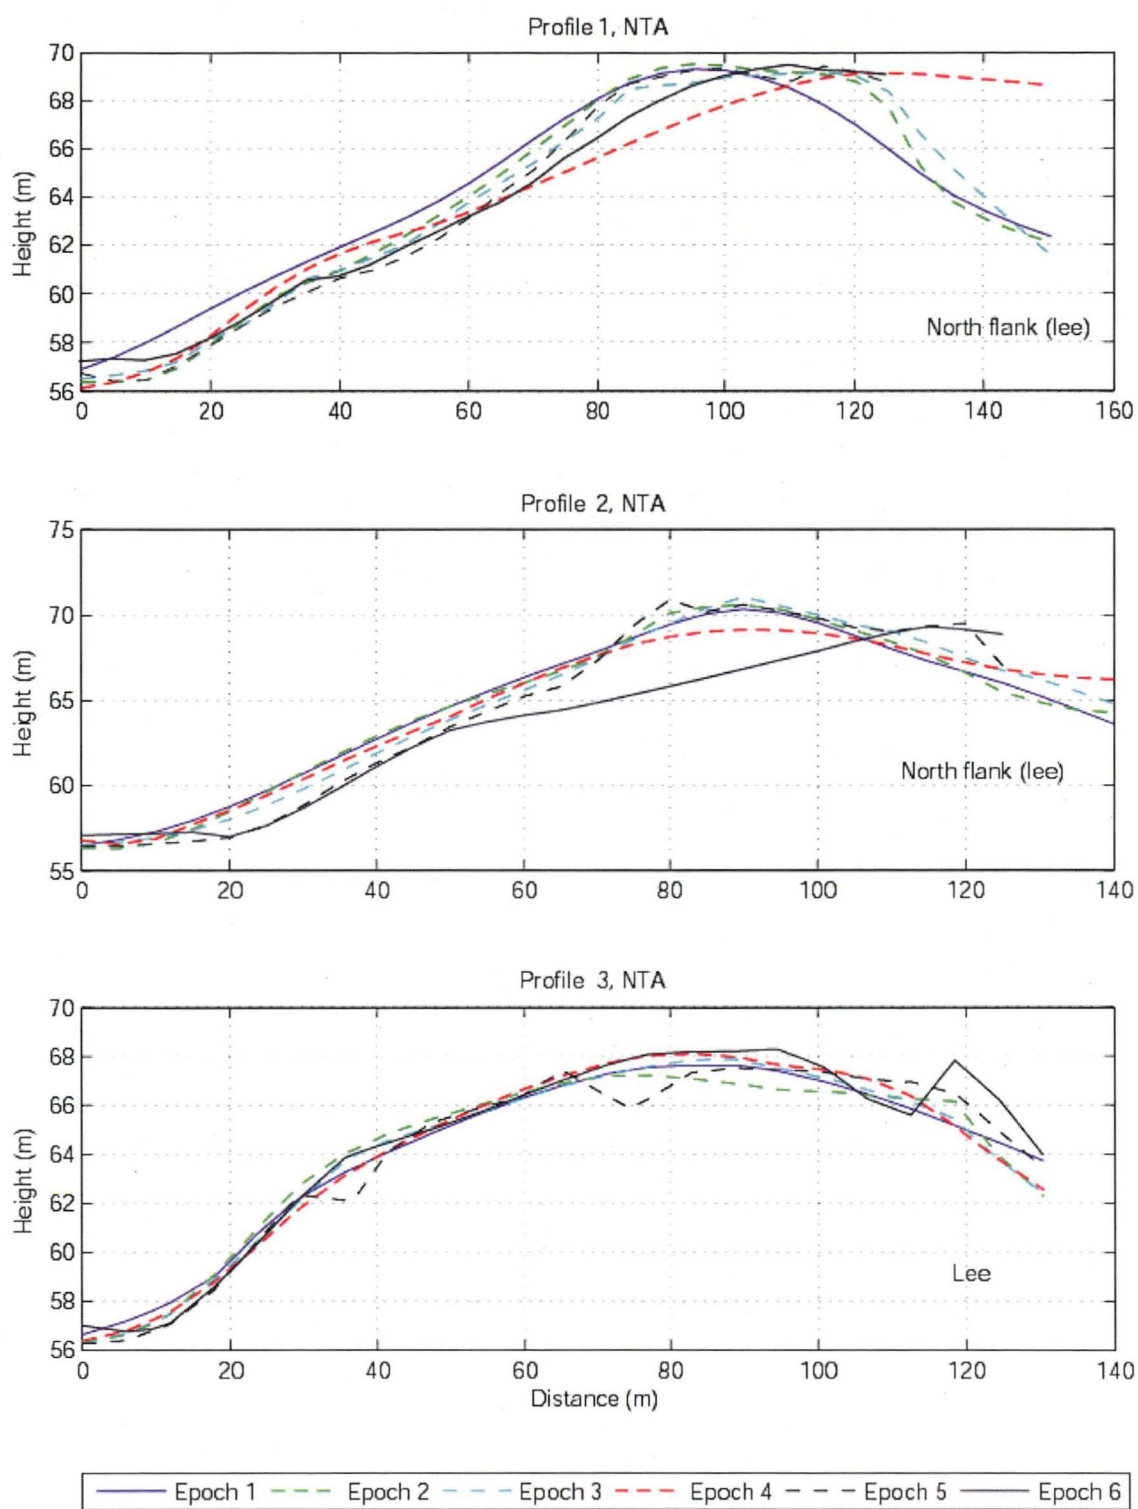 Profile 1, NTA
70
68
66
64
62
60
58
56
Height (m)
North flank (lee)
0 20 40 60 80 100 120 140 160
Profile 2, NTA
75
70
65
60
55
Height (m)
North flank (lee)
0 20 40 60 80 100 120 140
Profile 3, NTA
70
68
66
64
62
60
58
56
Height (m)
Lee
0 20 40 60 80 100 120 140
Distance (m)
Epoch 1 Epoch 2 Epoch 3 Epoch 4 Epoch 5 Epoch 6